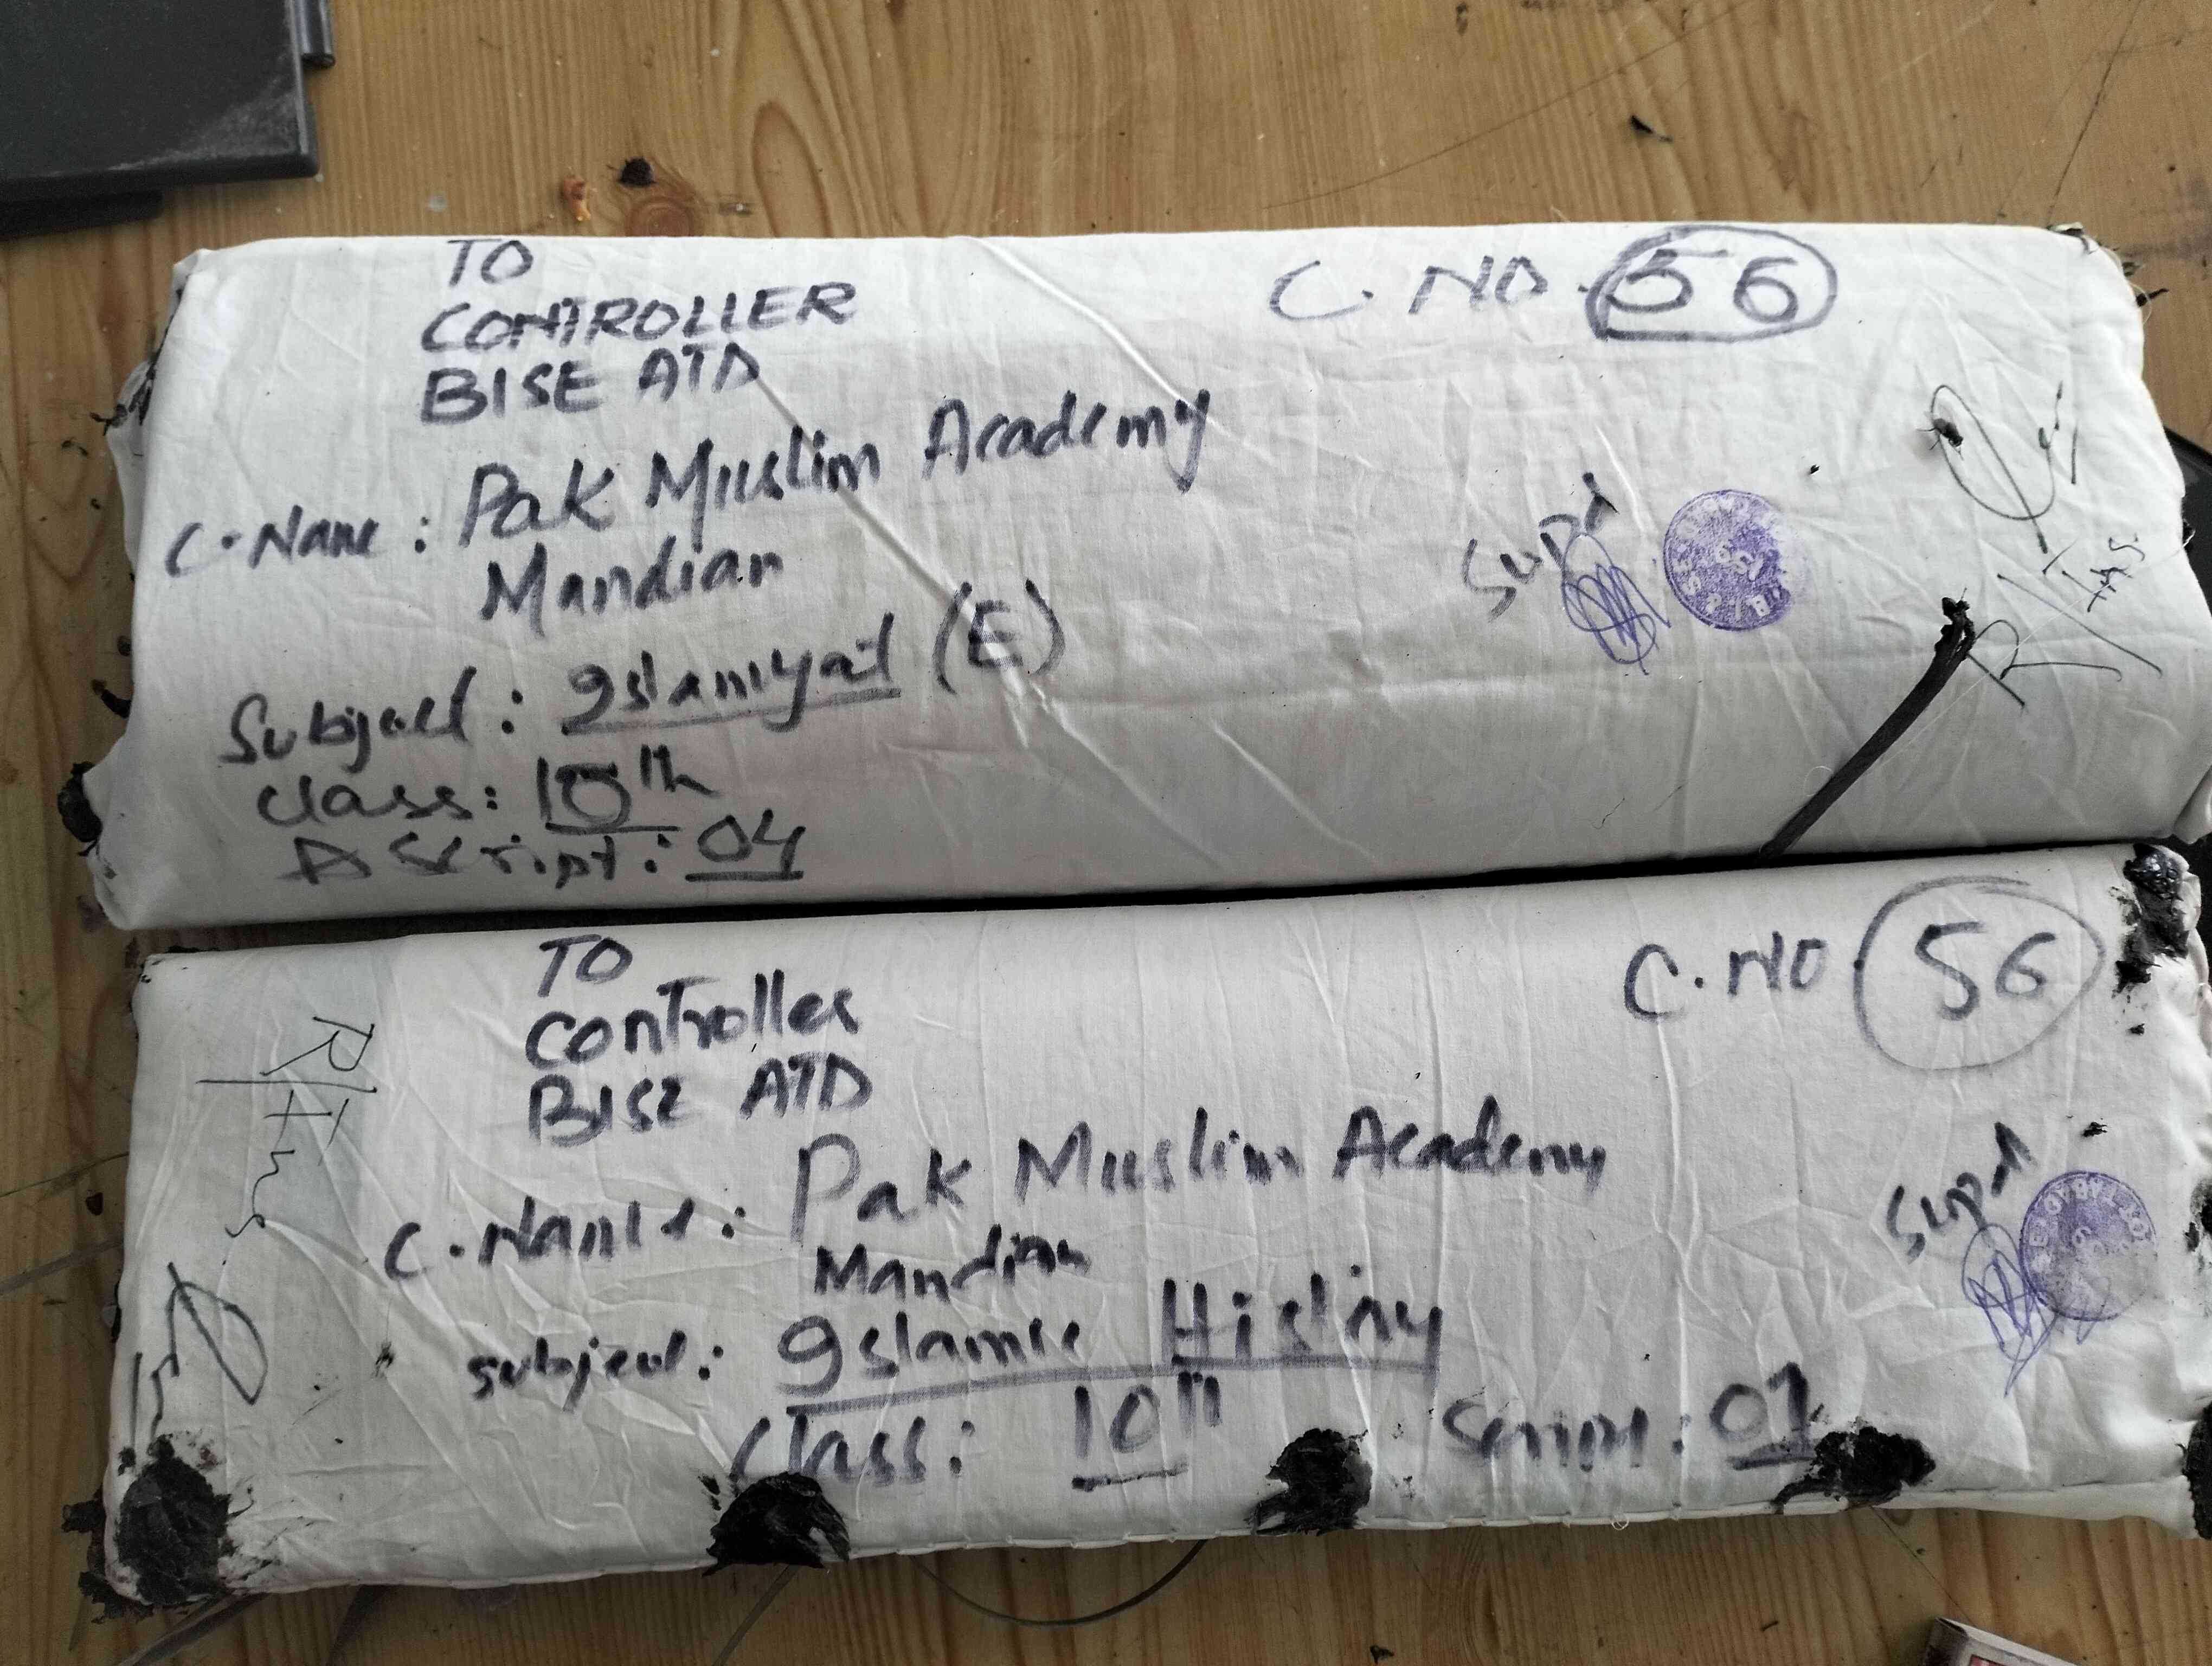 TO
CONTROLLER
BISE ATD
C. NO. 56
C. Name: Pak Muslim Academy
Mandian
Subject: Islamyat (E)
Class: 10th
A Script: 04
Supdt
TO
Controller
BISE ATD
C. NO. 56
C. Name: Pak Muslim Academy
Mandian
Subject: Islamic History
Class: 10th
Script: 01
Supdt